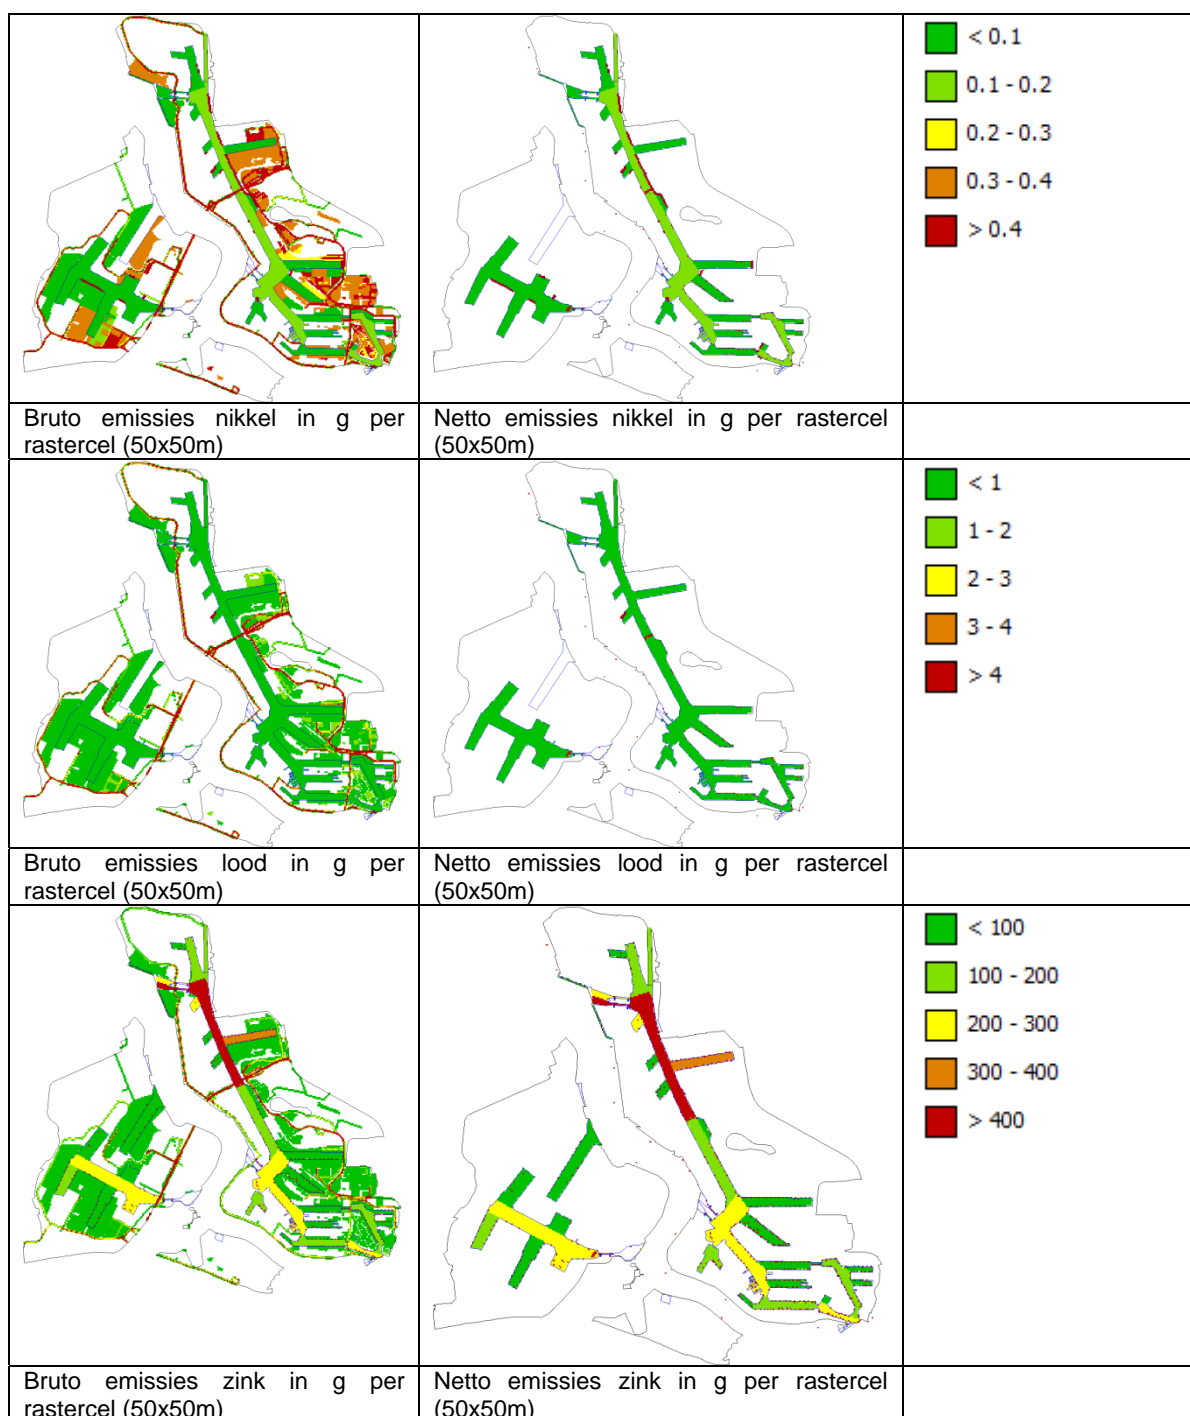 < 0.1
0.1 - 0.2
0.2 - 0.3
0.3 - 0.4
> 0.4
Bruto emissies nikkel in g per
rastercel (50x50m)
Netto emissies nikkel in g per rastercel
(50x50m)
< 1
1 - 2
2 - 3
3 - 4
> 4
Bruto emissies lood in g per
rastercel (50x50m)
Netto emissies lood in g per rastercel
(50x50m)
< 100
100 - 200
200 - 300
300 - 400
> 400
Bruto emissies zink in g per
rastercel (50x50m)
Netto emissies zink in g per rastercel
(50x50m)